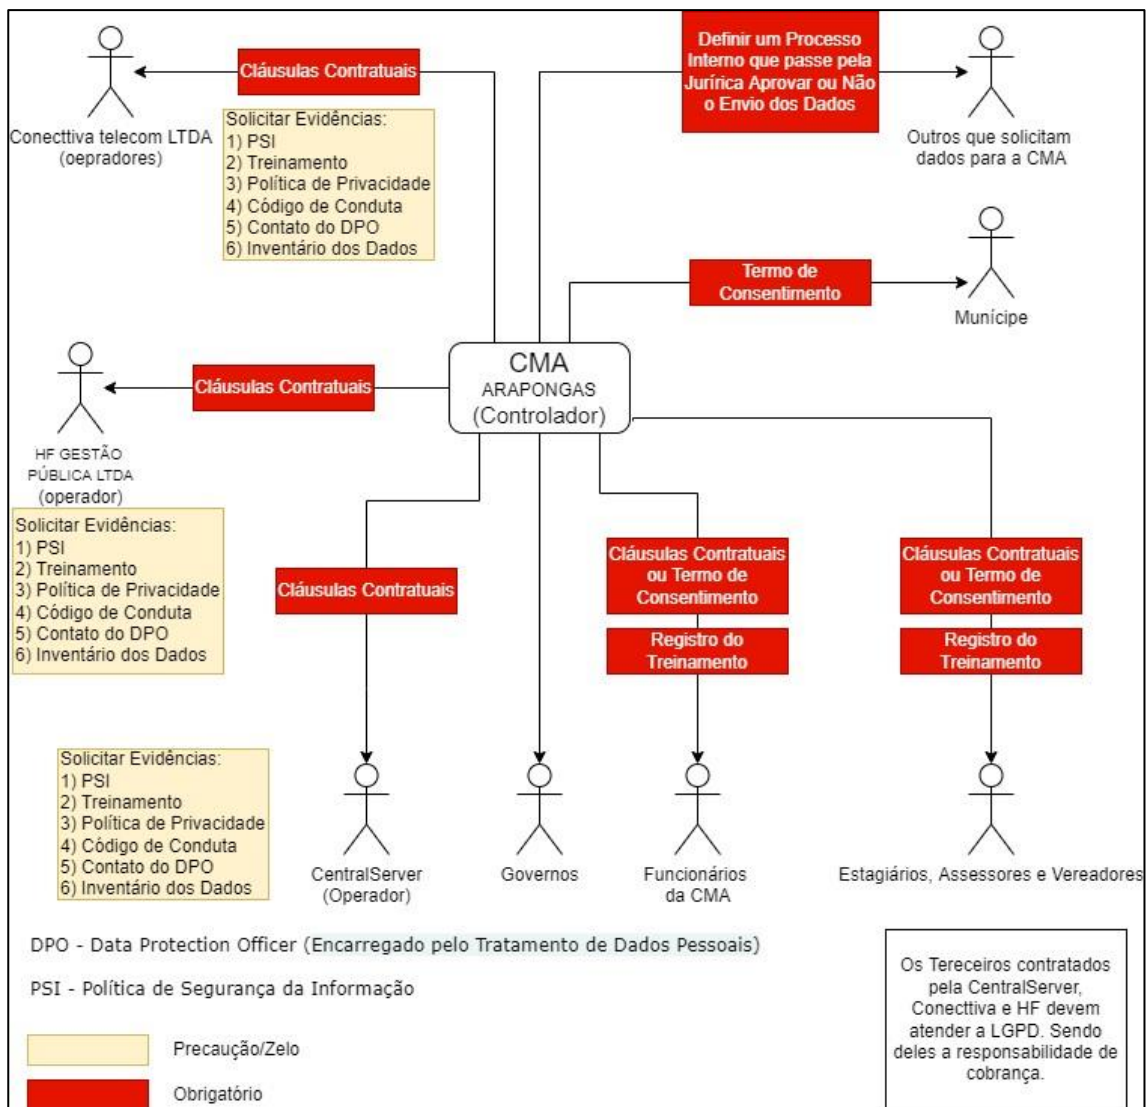 Cláusulas Contratuais
Conecttiva telecom LTDA
(oepradores)
Solicitar Evidências:
1) PSI
2) Treinamento
3) Política de Privacidade
4) Código de Conduta
5) Contato do DPO
6) Inventário dos Dados
Definir um Processo
Interno que passe pela
Jurírica Aprovar ou Não
o Envio dos Dados
Outros que solicitam
dados para a CMA
Termo de
Consentimento
Munícipe
CMA
ARAPONGAS
(Controlador)
Cláusulas Contratuais
HF GESTÃO
PÚBLICA LTDA
(operador)
Solicitar Evidências:
1) PSI
2) Treinamento
3) Política de Privacidade
4) Código de Conduta
5) Contato do DPO
6) Inventário dos Dados
Cláusulas Contratuais
Cláusulas Contratuais
ou Termo de
Consentimento
Registro do
Treinamento
Cláusulas Contratuais
ou Termo de
Consentimento
Registro do
Treinamento
Solicitar Evidências:
1) PSI
2) Treinamento
3) Política de Privacidade
4) Código de Conduta
5) Contato do DPO
6) Inventário dos Dados
CentralServer
(Operador)
Governos
Funcionários
da CMA
Estagiários, Assessores e Vereadores
DPO - Data Protection Officer (Encarregado pelo Tratamento de Dados Pessoais)
PSI - Política de Segurança da Informação
Precaução/Zelo
Obrigatório
Os Tereceiros contratados
pela CentralServer,
Conecttiva e HF devem
atender a LGPD. Sendo
deles a responsabilidade de
cobrança.